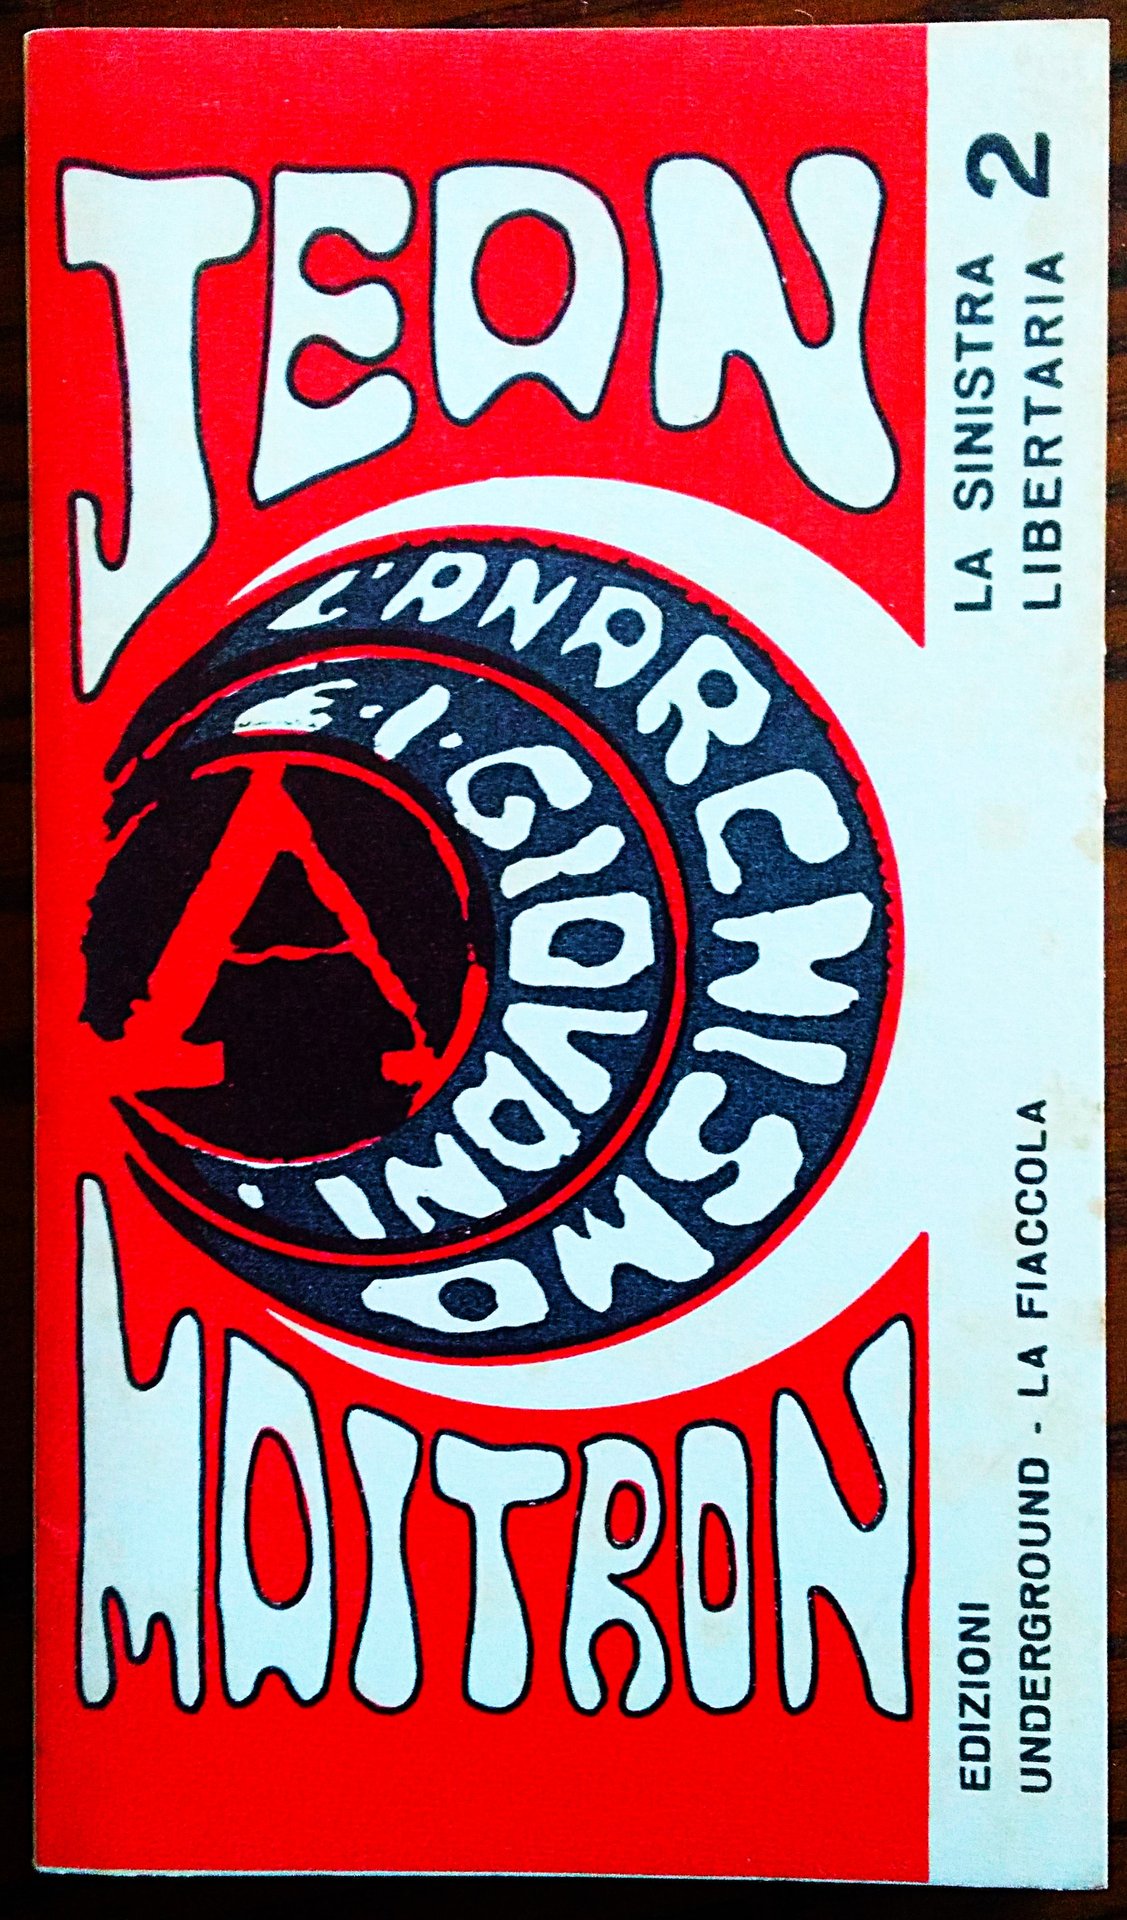 JEAN
L'ANARCHISMO
E·I·GIOVANI·
A
MAITRON
LA SINISTRA
LIBERTARIA 2
EDIZIONI
UNDERGROUND - LA FIACCOLA